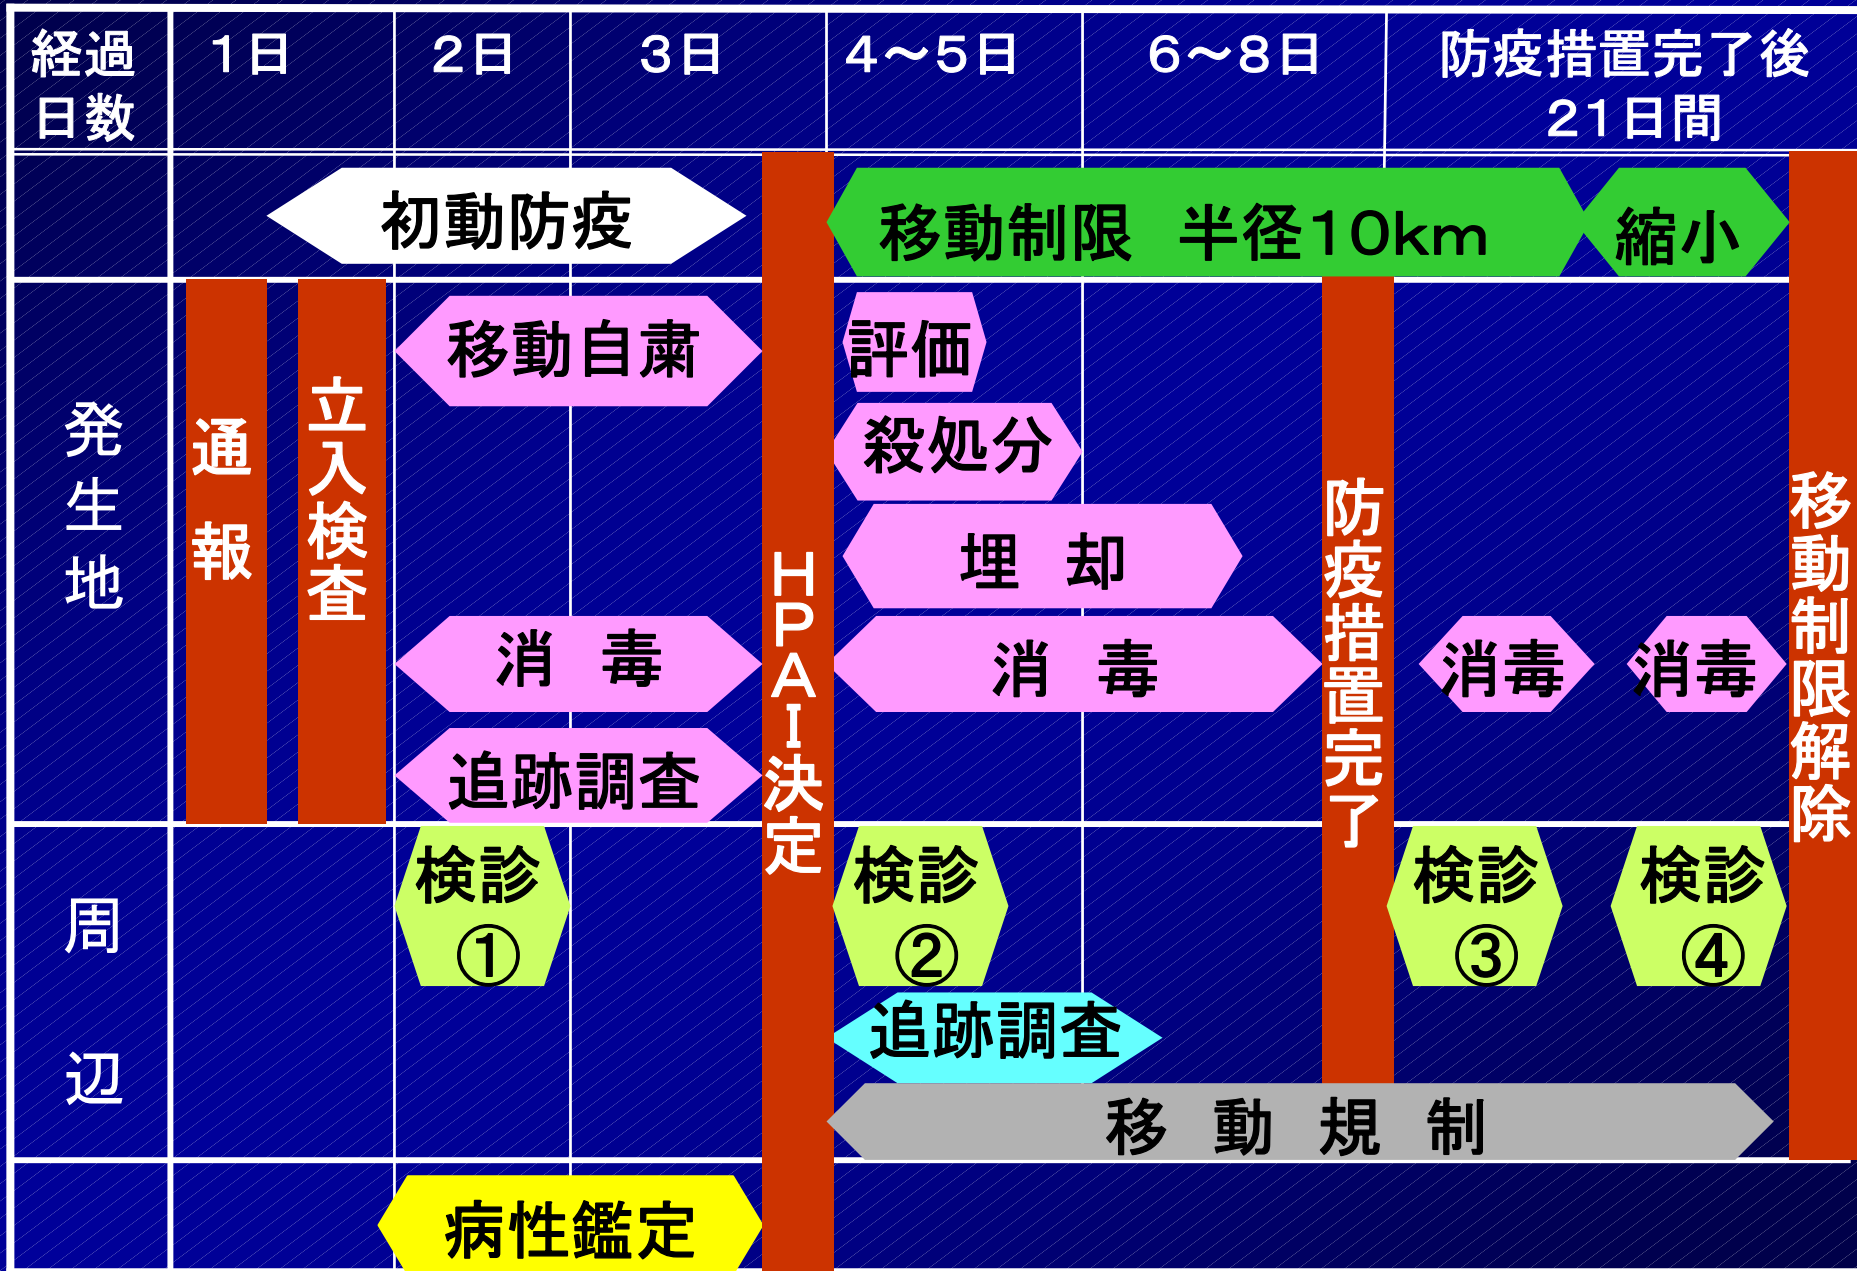 経過
日数
１日
２日
３日
４～５日
６～８日
防疫措置完了後
２１日間
初動防疫
移動制限　半径１０ｋｍ
縮小
発生地
通報
立入検査
移動自粛
消　毒
追跡調査
ＨＰＡＩ決定
評価
殺処分
埋　却
消　毒
防疫措置完了
消毒
消毒
移動制限解除
周辺
検診
①
検診
②
検診
③
検診
④
追跡調査
移　動　規　制
病性鑑定